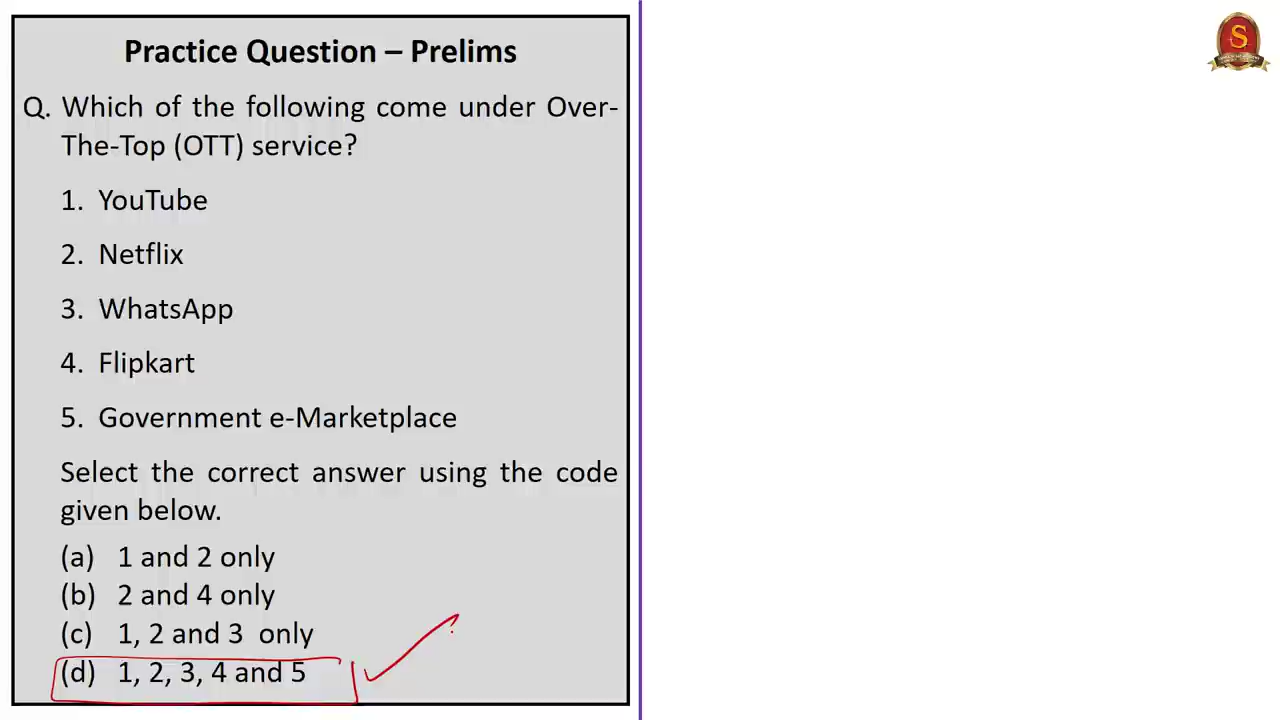 Practice Question – Prelims
Q. Which of the following come under Over-
The-Top (OTT) service?
1. YouTube
2. Netflix
3. WhatsApp
4. Flipkart
5. Government e-Marketplace
Select the correct answer using the code
given below.
(a) 1 and 2 only
(b) 2 and 4 only
(c) 1, 2 and 3 only
(d) 1, 2, 3, 4 and 5
S